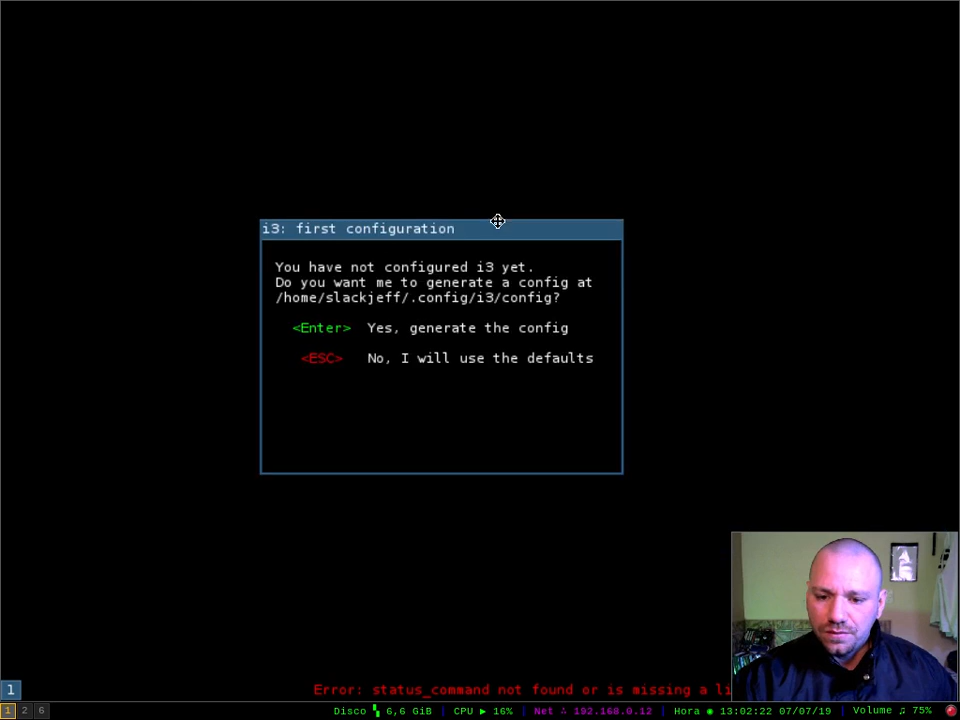 i3: first configuration
You have not configured i3 yet.
Do you want me to generate a config at
/home/slackjeff/.config/i3/config?
<Enter> Yes, generate the config
<ESC> No, I will use the defaults
1
Error: status_command not found or is missing a li
1 2 6
Disco ▚ 6,6 GiB | CPU ▶ 16% | Net ∴ 192.168.0.12 | Hora ◉ 13:02:22 07/07/19 | Volume ♫ 75%